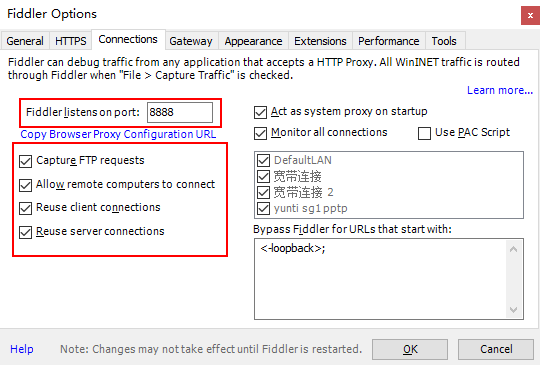 Fiddler Options
General HTTPS Connections Gateway Appearance Extensions Performance Tools
Fiddler can debug traffic from any application that accepts a HTTP Proxy. All WinINET traffic is routed
through Fiddler when "File > Capture Traffic" is checked.
Learn more...
Fiddler listens on port: 8888
Copy Browser Proxy Configuration URL
Capture FTP requests
Allow remote computers to connect
Reuse client connections
Reuse server connections
Act as system proxy on startup
Monitor all connections Use PAC Script
DefaultLAN
宽带连接
宽带连接 2
yunti sg1 pptp
Bypass Fiddler for URLs that start with:
<-loopback>;
Help Note: Changes may not take effect until Fiddler is restarted. OK Cancel